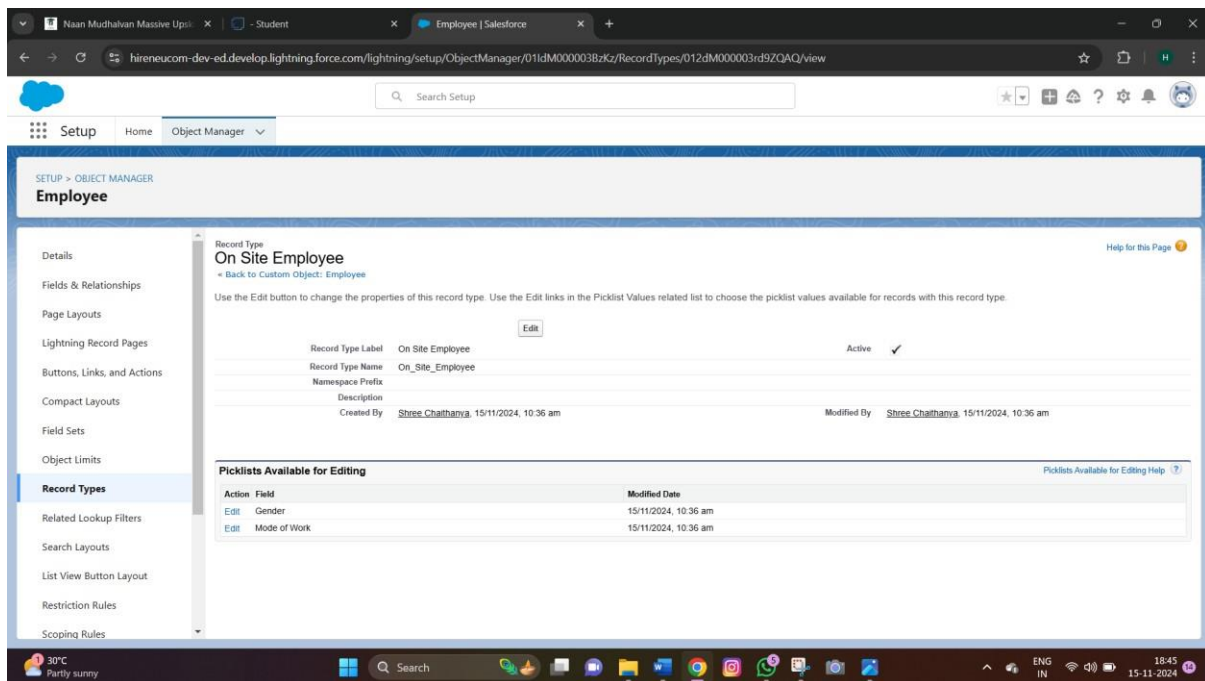 Naan Mudhalvan Massive Upski
- Student
Employee | Salesforce
hireneucom-dev-ed.develop.lightning.force.com/lightning/setup/ObjectManager/01IdM000003BzKz/RecordTypes/012dM000003rd9ZQAQ/view
H
Search Setup
Setup
Home
Object Manager
SETUP > OBJECT MANAGER
Employee
Details
Fields & Relationships
Page Layouts
Lightning Record Pages
Buttons, Links, and Actions
Compact Layouts
Field Sets
Object Limits
Record Types
Related Lookup Filters
Search Layouts
List View Button Layout
Restriction Rules
Scoping Rules
Record Type
On Site Employee
Help for this Page
« Back to Custom Object: Employee
Use the Edit button to change the properties of this record type. Use the Edit links in the Picklist Values related list to choose the picklist values available for records with this record type.
Edit
Record Type Label On Site Employee Active ✓
Record Type Name On_Site_Employee
Namespace Prefix
Description
Created By Shree Chaithanya, 15/11/2024, 10:36 am Modified By Shree Chaithanya, 15/11/2024, 10:36 am
Picklists Available for Editing Picklists Available for Editing Help ?
Action Field Modified Date
Edit Gender 15/11/2024, 10:36 am
Edit Mode of Work 15/11/2024, 10:36 am
1
30°C
Partly sunny
Search
9
ENG
IN
18:45
15-11-2024
14